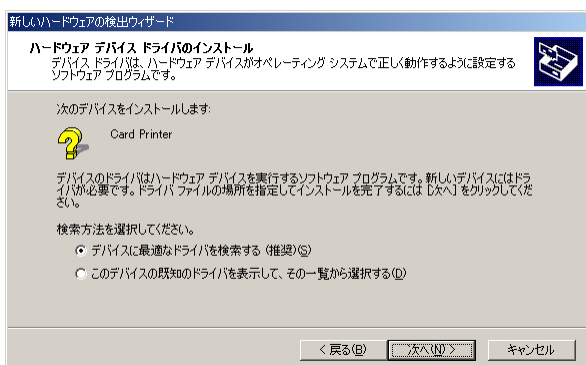 新しいハードウェアの検出ウィザード
ハードウェア デバイス ドライバのインストール
デバイス ドライバは、ハードウェア デバイスがオペレーティング システムで正しく動作するように設定する
ソフトウェア プログラムです。
次のデバイスをインストールします:
Card Printer
デバイスのドライバはハードウェア デバイスを実行するソフトウェア プログラムです。新しいデバイスにはドラ
イバが必要です。ドライバ ファイルの場所を指定してインストールを完了するには [次へ] をクリックしてくだ
さい。
検索方法を選択してください。
デバイスに最適なドライバを検索する (推奨)(S)
このデバイスの既知のドライバを表示して、その一覧から選択する(D)
< 戻る(B)
次へ(N) >
キャンセル